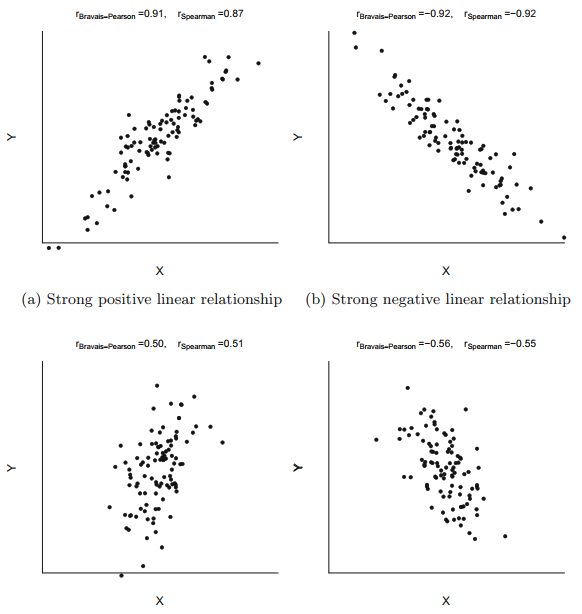 rBravais−Pearson =0.91, rSpearman =0.87
rBravais−Pearson =−0.92, rSpearman =−0.92
Y
Y
X
X
(a) Strong positive linear relationship
(b) Strong negative linear relationship
rBravais−Pearson =0.50, rSpearman =0.51
rBravais−Pearson =−0.56, rSpearman =−0.55
Y
Y
X
X